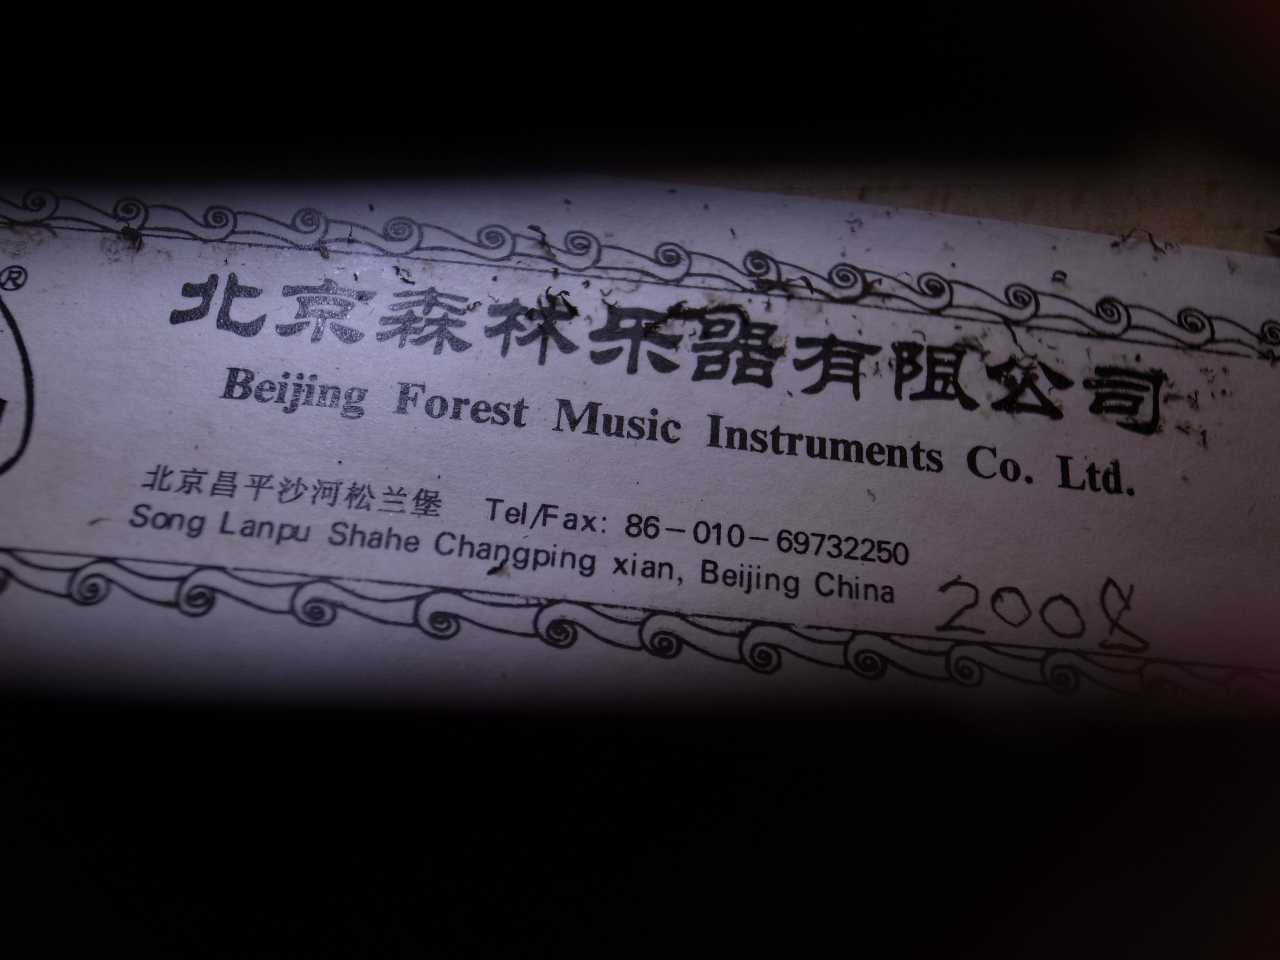 ®
北京森林乐器有限公司
Beijing Forest Music Instruments Co. Ltd.
北京昌平沙河松兰堡 Tel/Fax: 86-010-69732250
Song Lanpu Shahe Changping xian, Beijing China
2008